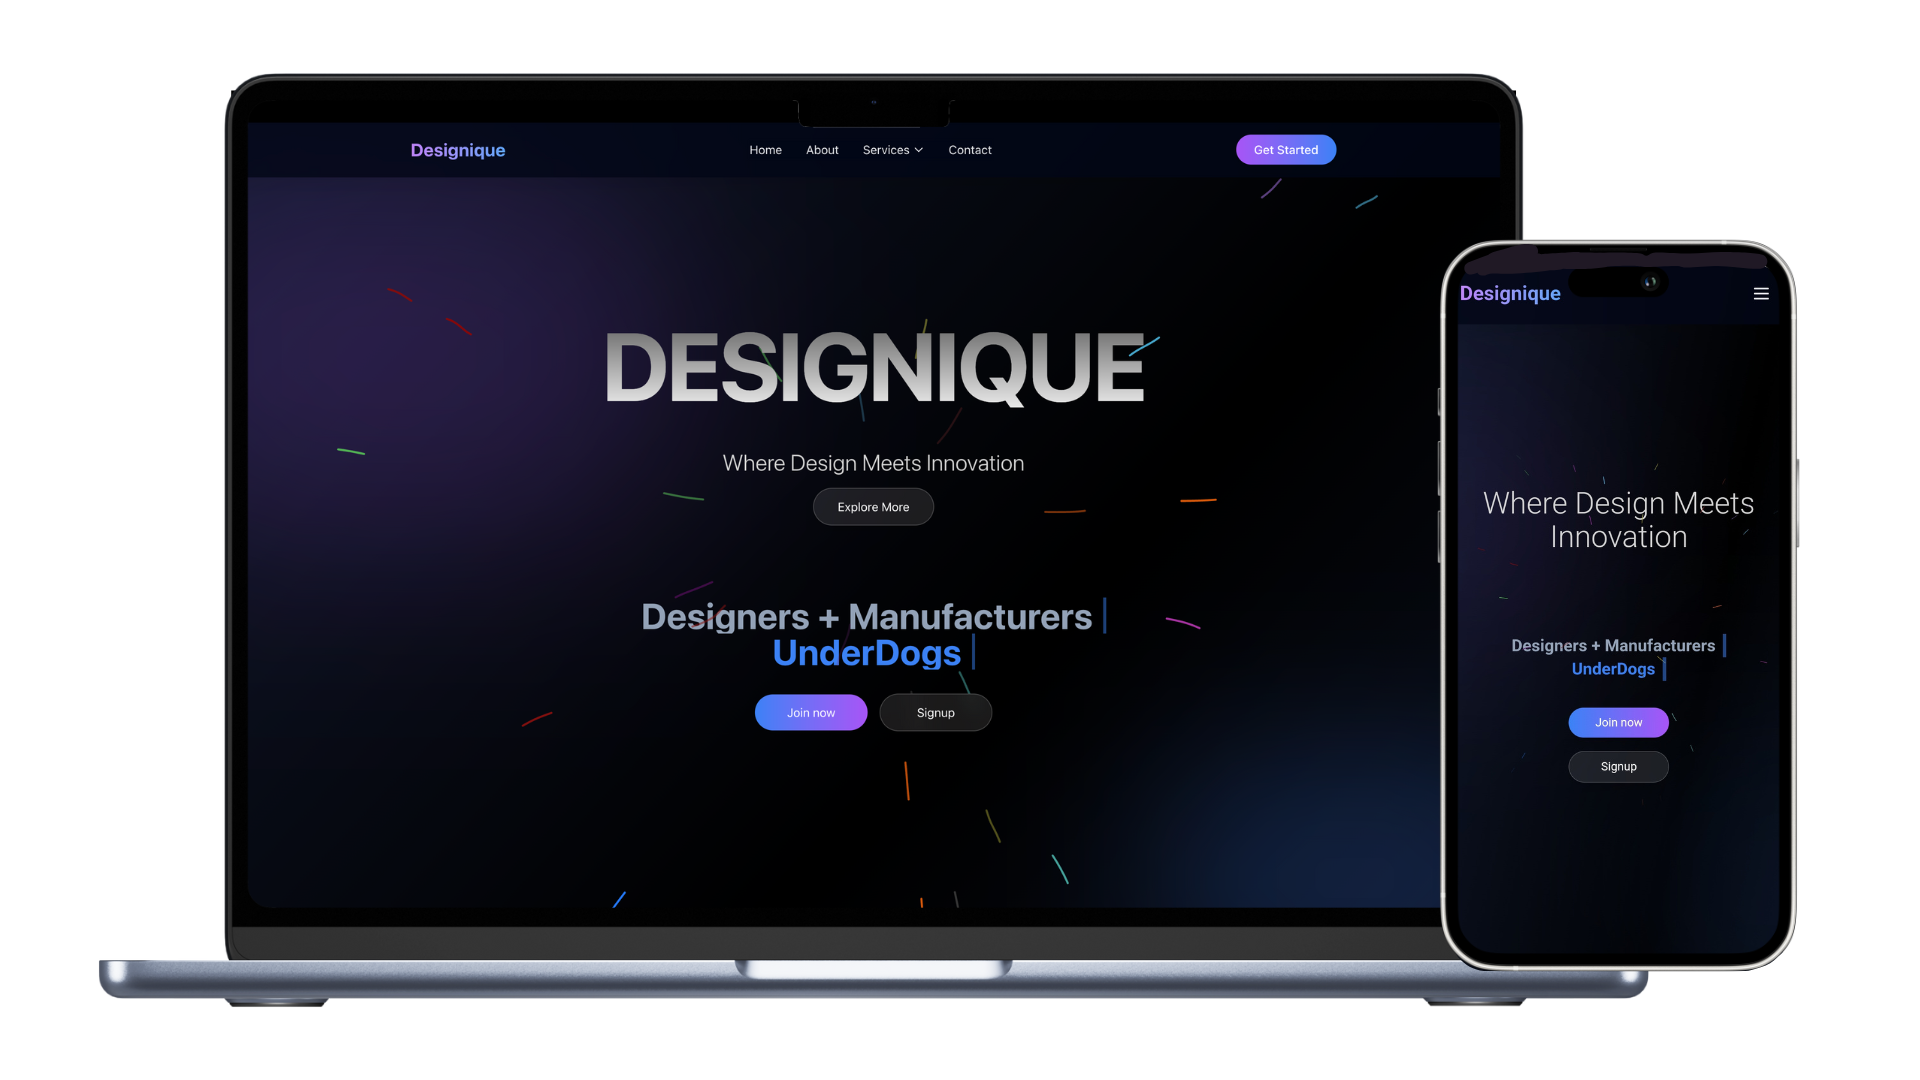 Designique
Home About Services Contact
Get Started
DESIGNIQUE
Where Design Meets Innovation
Explore More
Designers + Manufacturers
UnderDogs
Join now Signup
Designique
Where Design Meets
Innovation
Designers + Manufacturers
UnderDogs
Join now
Signup